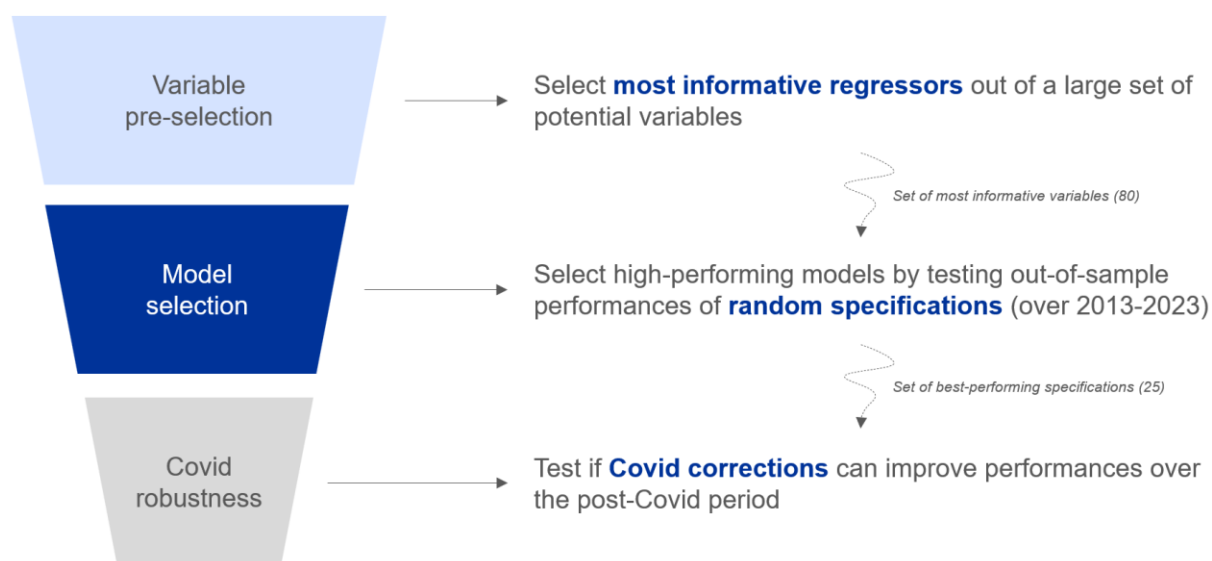 Variable
pre-selection
Select most informative regressors out of a large set of
potential variables
Set of most informative variables (80)
Model
selection
Select high-performing models by testing out-of-sample
performances of random specifications (over 2013-2023)
Set of best-performing specifications (25)
Covid
robustness
Test if Covid corrections can improve performances over
the post-Covid period